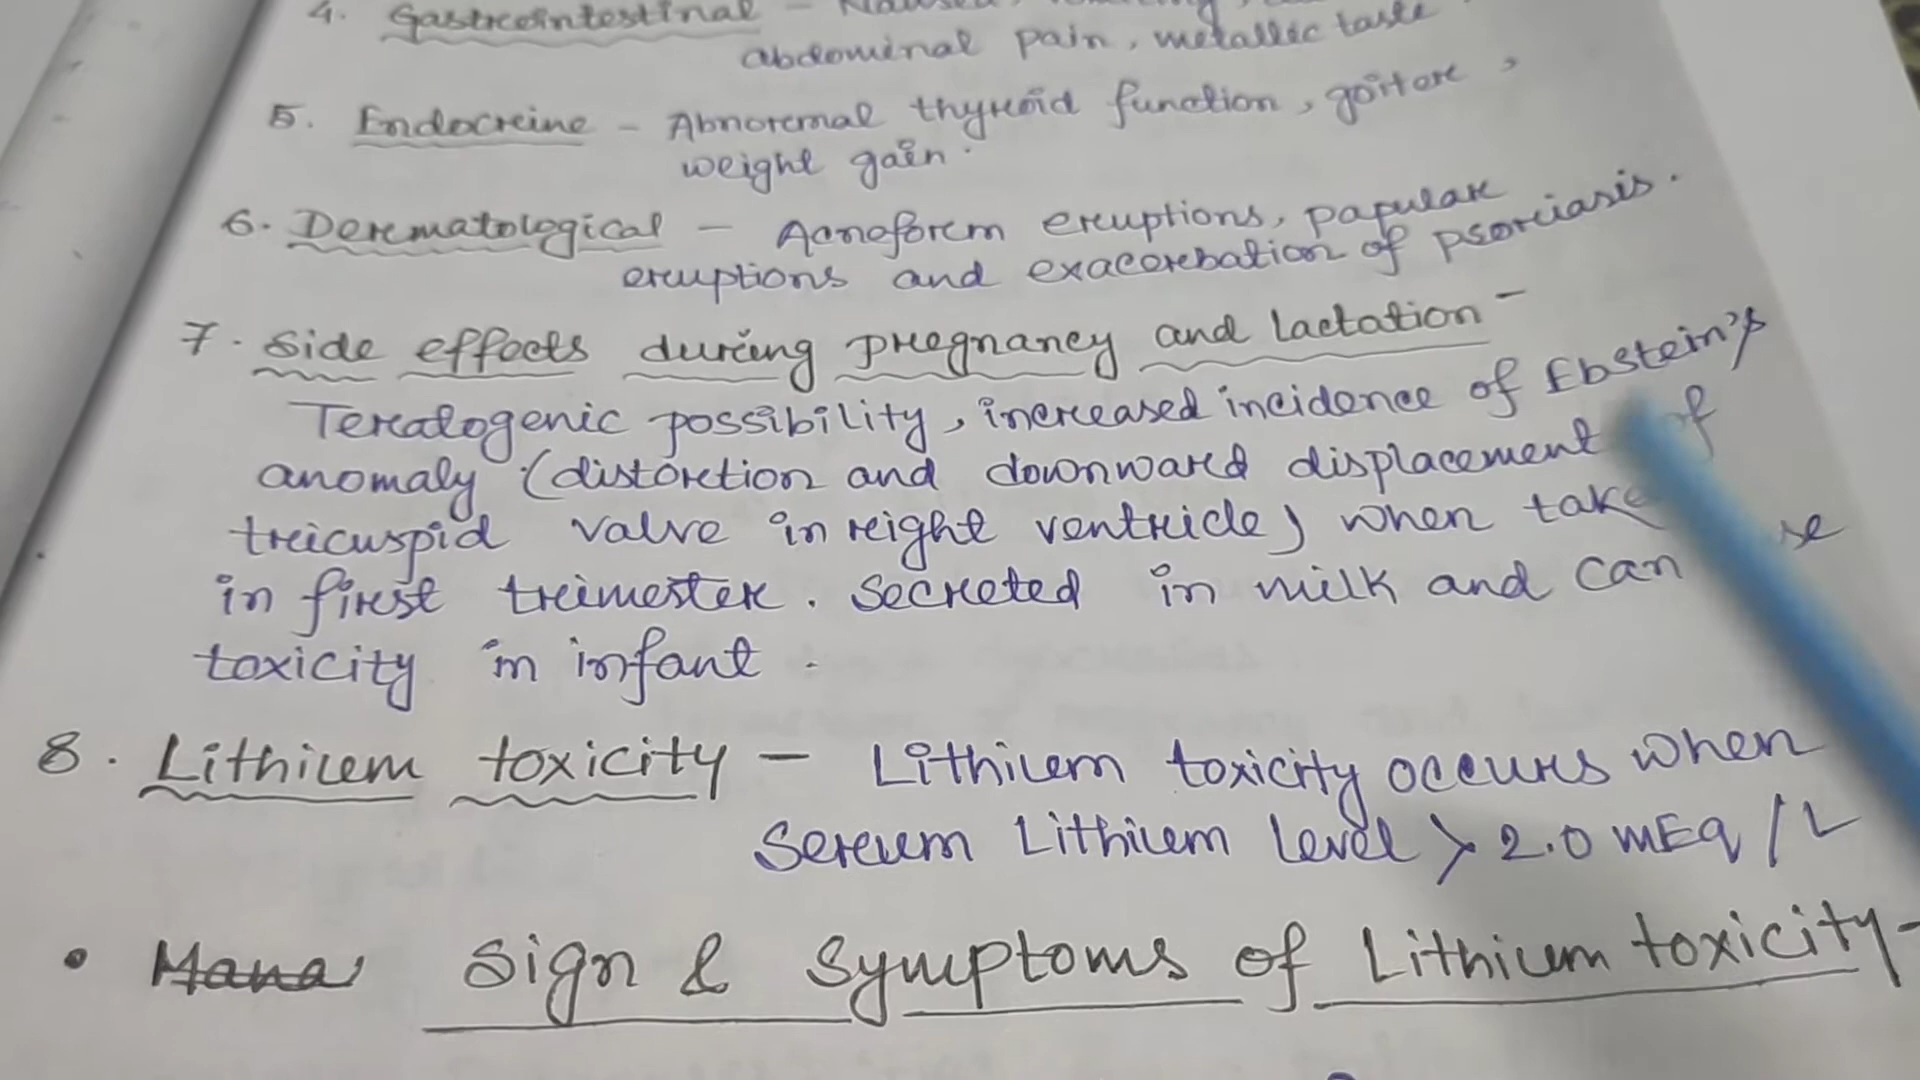 4. Gastrointestinal - Nausea,
abdominal pain, metallic taste
5. Endocrine - Abnormal thyroid function, goitore,
weight gain.
6. Dermatological - Acneform eruptions, papular
eruptions and exacerbation of psoriasis.
7. Side effects during pregnancy and Lactation -
Teratogenic possibility, increased incidence of Ebstein's
anomaly (distortion and downward displacement of
tricuspid valve in right ventricle) when take
in first trimester. Secreted in milk and can se
toxicity in infant.
8. Lithium toxicity - Lithium toxicity occurs when
Serum Lithium level > 2.0 mEq/L
• Mana Sign & Symptoms of Lithium toxicity-